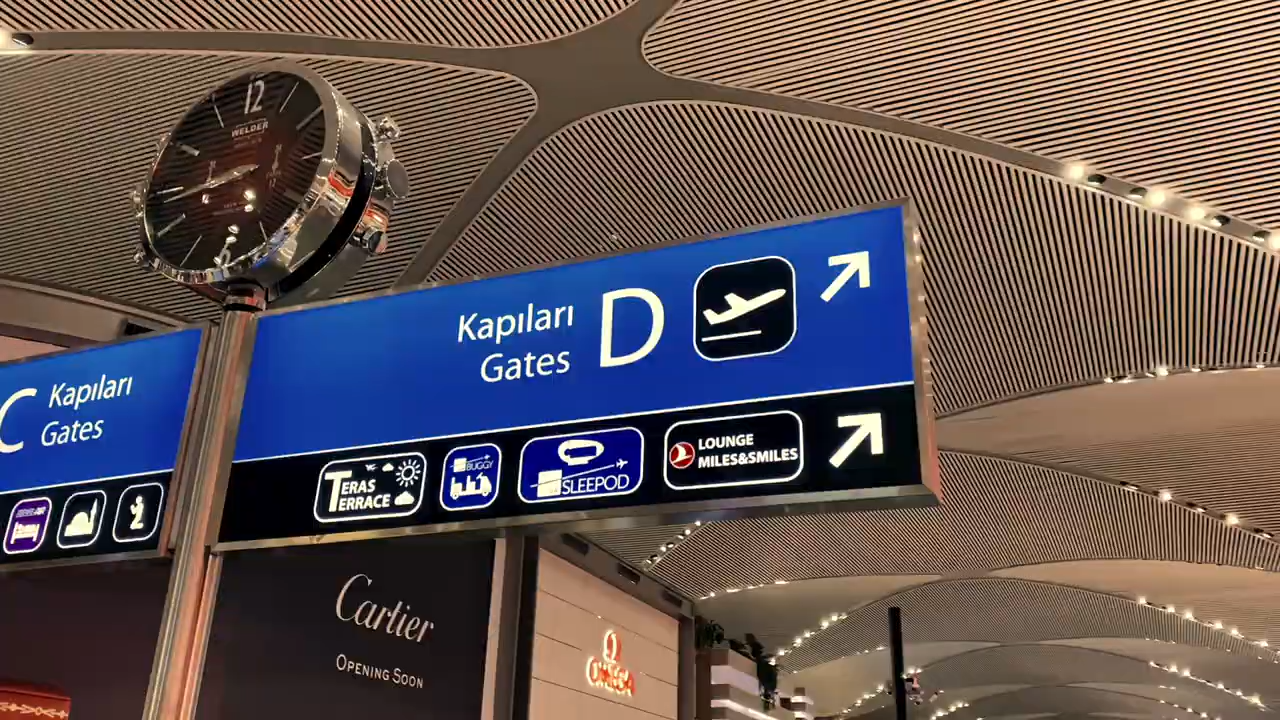 12
WELDER
Kapıları
Gates
D
C
Kapıları
Gates
TERAS
TERRACE
BUGGY
SLEEPOD
LOUNGE
MILES&SMILES
Cartier
OPENING SOON
OMEGA